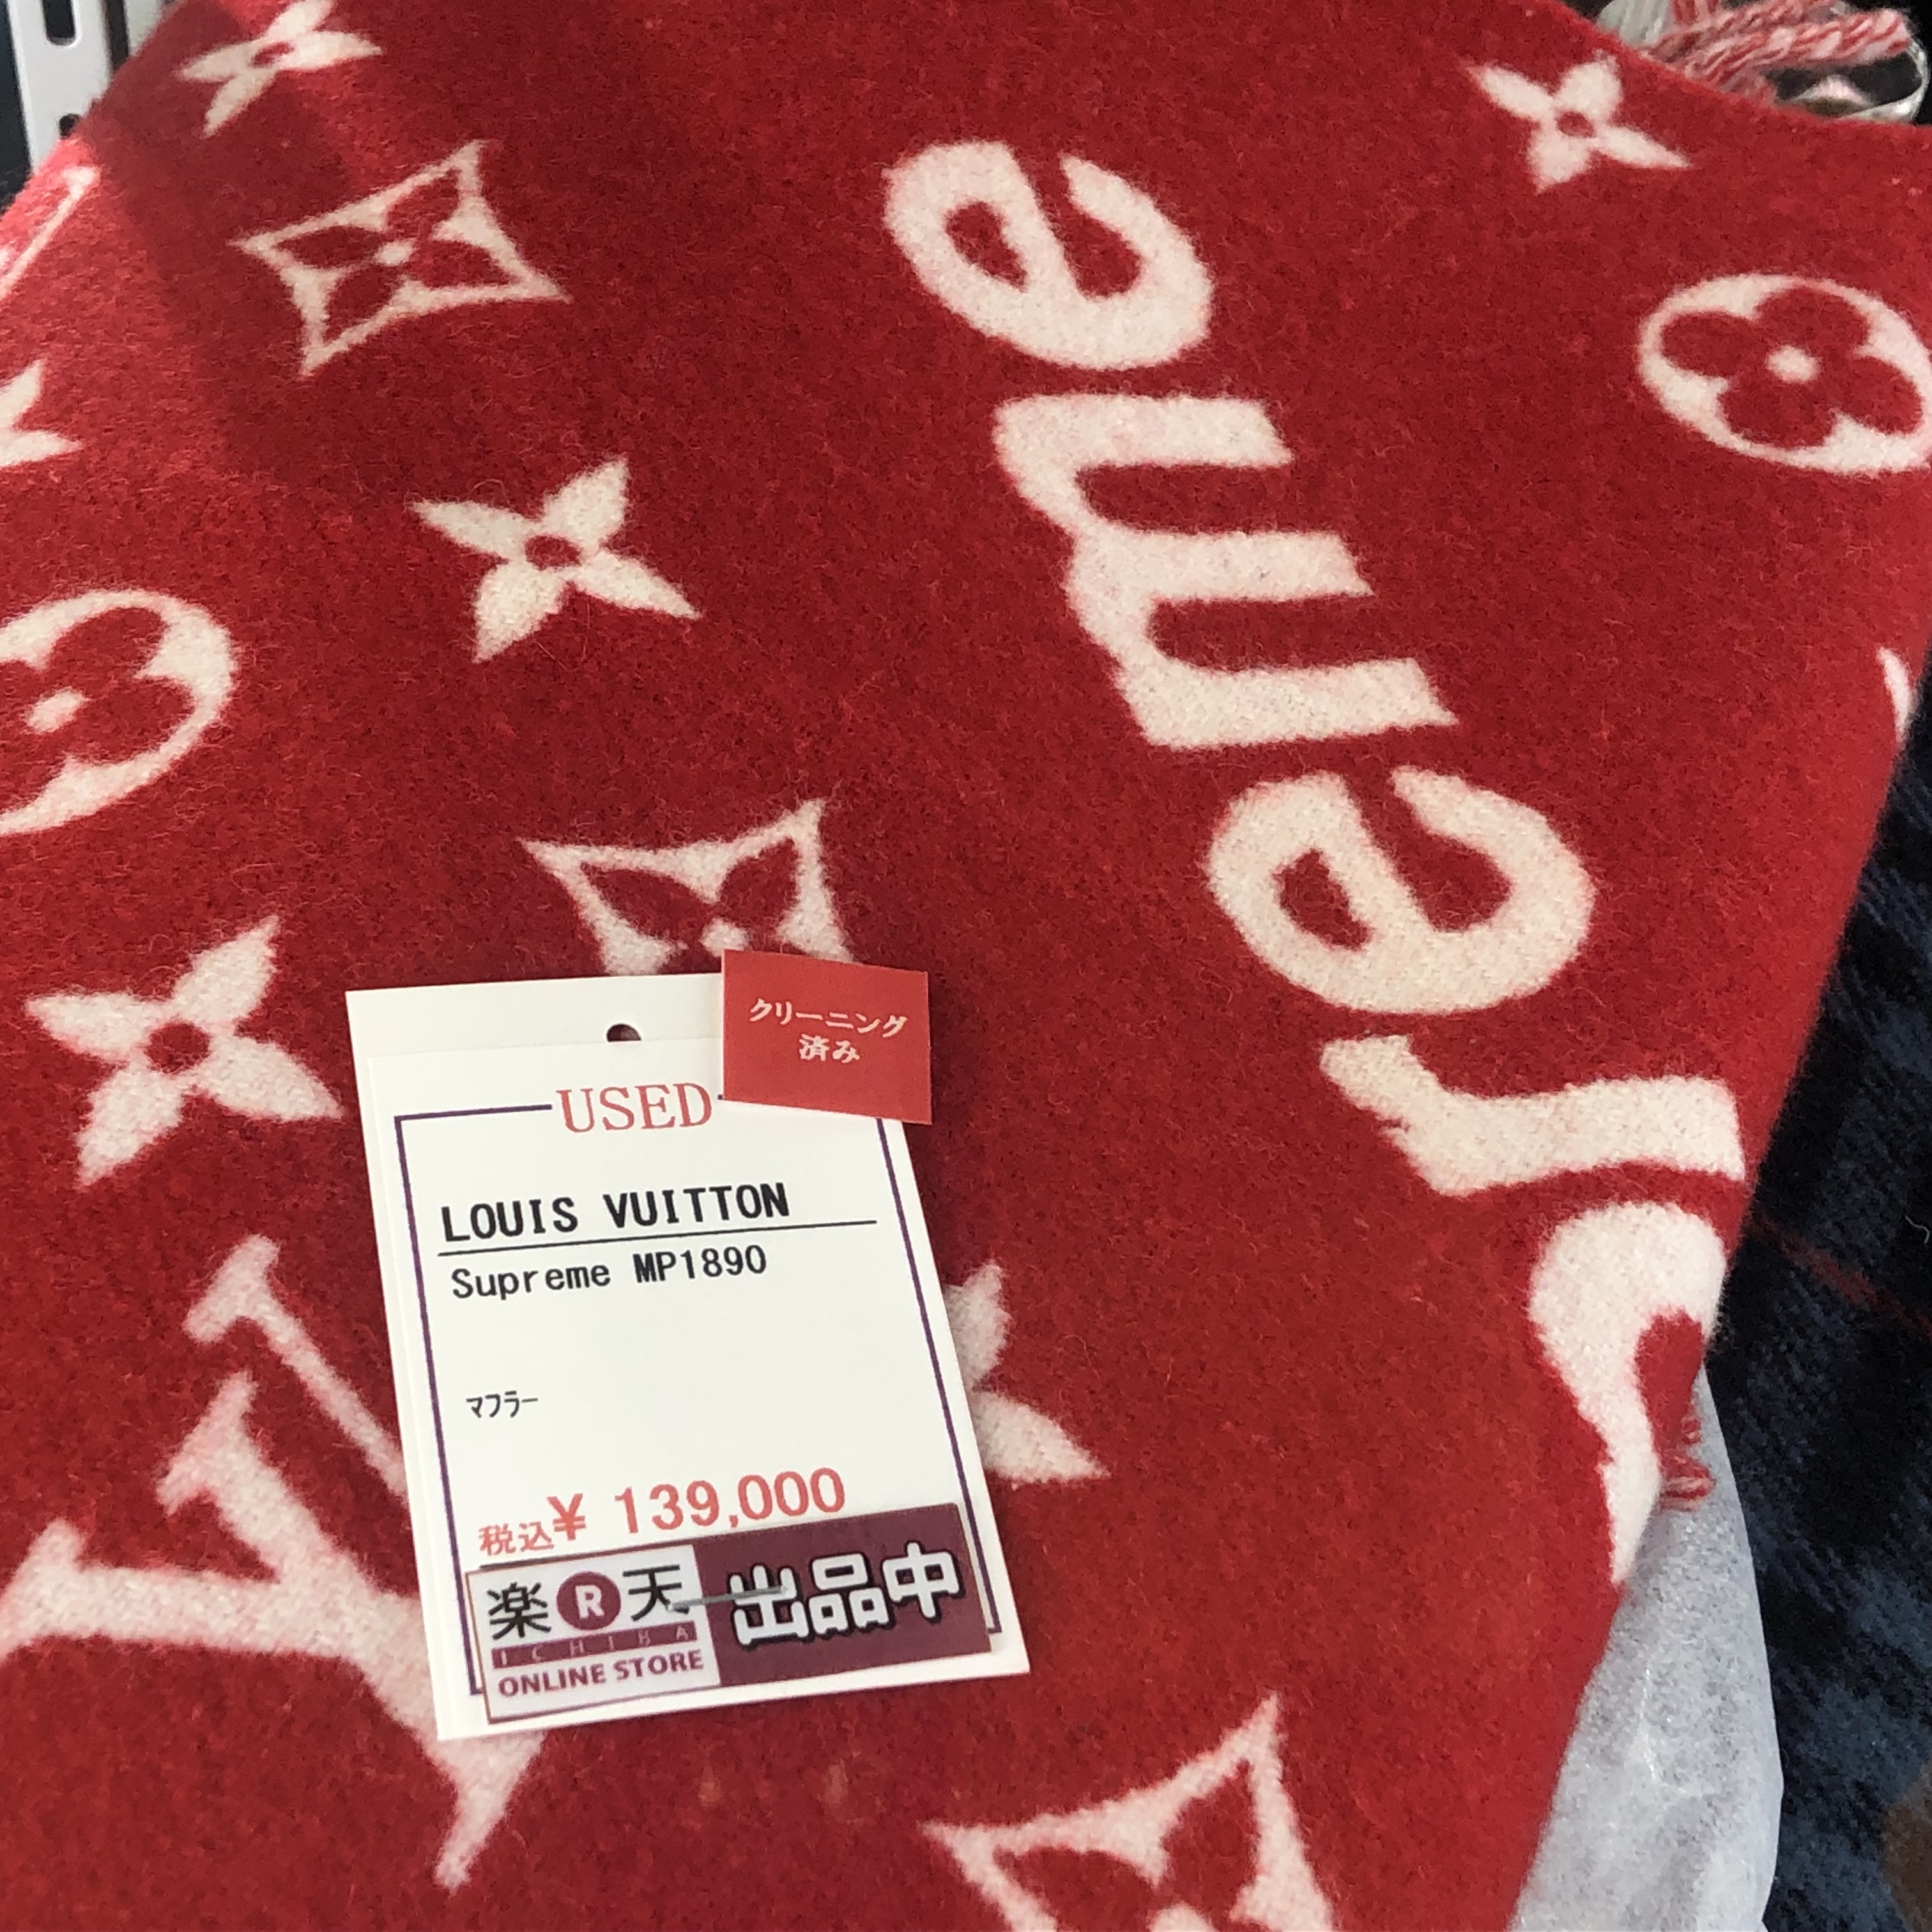 Supreme
クリーニング
済み
USED
LOUIS VUITTON
Supreme MP1890
マフラー
税込¥ 139,000
楽R天 出品中
ICHIBA
ONLINE STORE